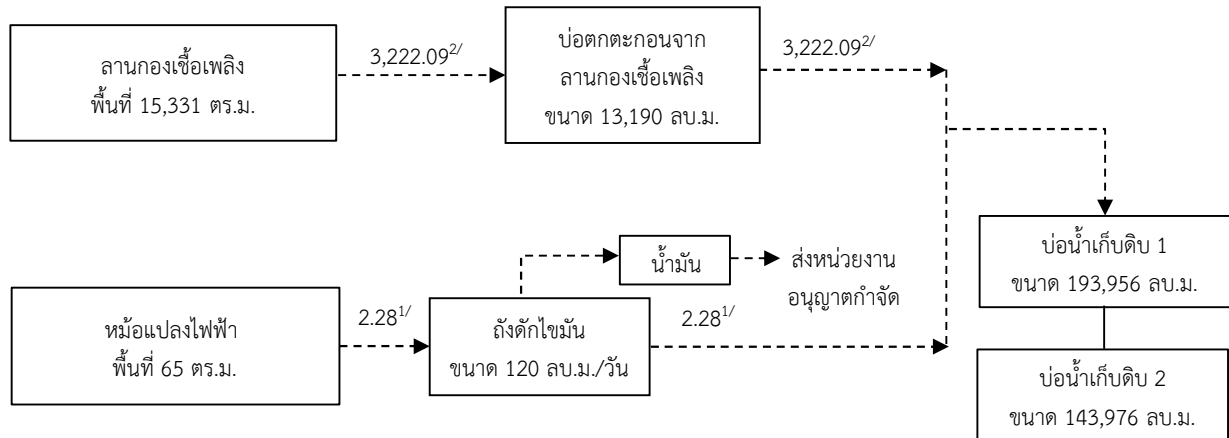 ลานกองเชื้อเพลิง
พื้นที่ 15,331 ตร.ม.
3,222.09²/
บ่อตกตะกอนจาก
ลานกองเชื้อเพลิง
ขนาด 13,190 ลบ.ม.
3,222.09²/
หม้อแปลงไฟฟ้า
พื้นที่ 65 ตร.ม.
2.28¹/
ถังดักไขมัน
ขนาด 120 ลบ.ม./วัน
น้ำมัน
ส่งหน่วยงาน
อนุญาตกำจัด
2.28¹/
บ่อน้ำเก็บดิบ 1
ขนาด 193,956 ลบ.ม.
บ่อน้ำเก็บดิบ 2
ขนาด 143,976 ลบ.ม.